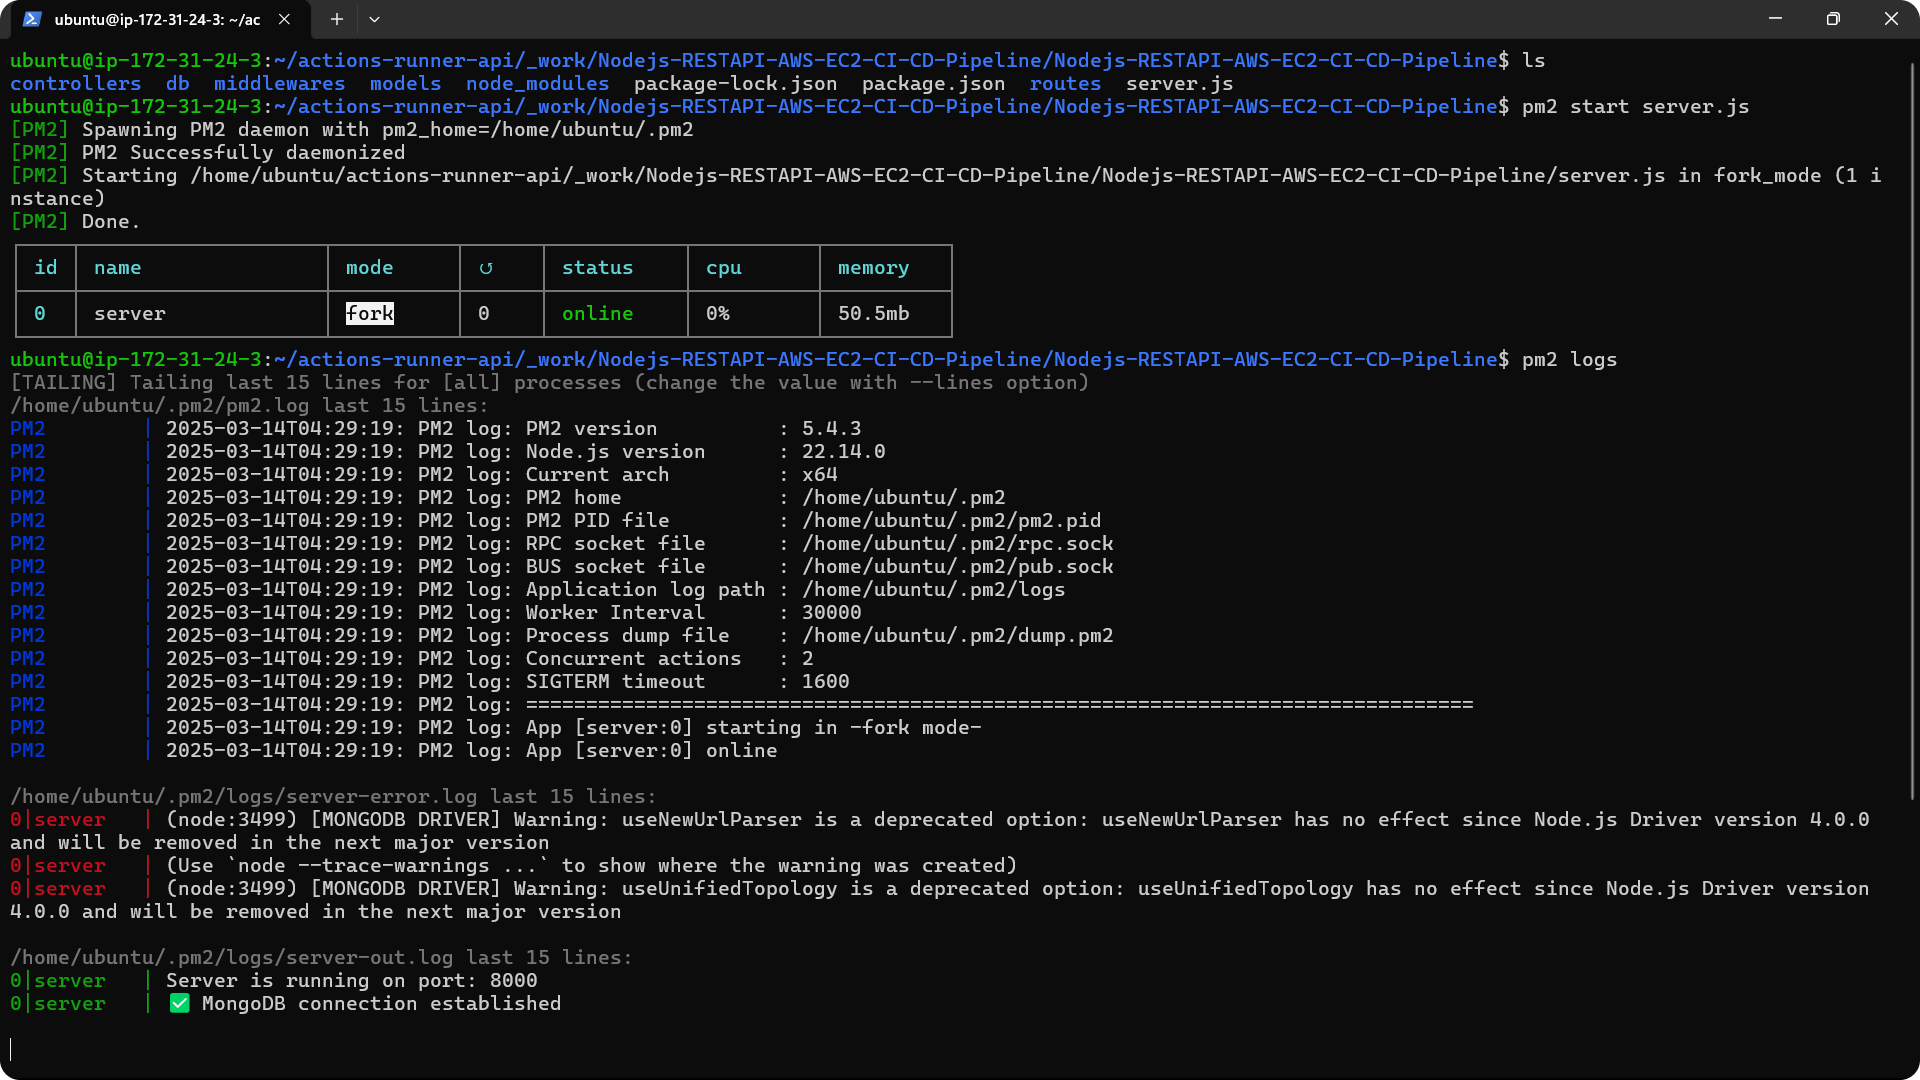 ubuntu@ip-172-31-24-3: ~/ac
ubuntu@ip-172-31-24-3:~/actions-runner-api/_work/Nodejs-RESTAPI-AWS-EC2-CI-CD-Pipeline/Nodejs-RESTAPI-AWS-EC2-CI-CD-Pipeline$ ls
controllers  db  middlewares  models  node_modules  package-lock.json  package.json  routes  server.js
ubuntu@ip-172-31-24-3:~/actions-runner-api/_work/Nodejs-RESTAPI-AWS-EC2-CI-CD-Pipeline/Nodejs-RESTAPI-AWS-EC2-CI-CD-Pipeline$ pm2 start server.js
[PM2] Spawning PM2 daemon with pm2_home=/home/ubuntu/.pm2
[PM2] PM2 Successfully daemonized
[PM2] Starting /home/ubuntu/actions-runner-api/_work/Nodejs-RESTAPI-AWS-EC2-CI-CD-Pipeline/Nodejs-RESTAPI-AWS-EC2-CI-CD-Pipeline/server.js in fork_mode (1 i
nstance)
[PM2] Done.
id name mode ↺ status cpu memory
0 server fork 0 online 0% 50.5mb
ubuntu@ip-172-31-24-3:~/actions-runner-api/_work/Nodejs-RESTAPI-AWS-EC2-CI-CD-Pipeline/Nodejs-RESTAPI-AWS-EC2-CI-CD-Pipeline$ pm2 logs
[TAILING] Tailing last 15 lines for [all] processes (change the value with --lines option)
/home/ubuntu/.pm2/pm2.log last 15 lines:
PM2        | 2025-03-14T04:29:19: PM2 log: PM2 version          : 5.4.3
PM2        | 2025-03-14T04:29:19: PM2 log: Node.js version      : 22.14.0
PM2        | 2025-03-14T04:29:19: PM2 log: Current arch         : x64
PM2        | 2025-03-14T04:29:19: PM2 log: PM2 home             : /home/ubuntu/.pm2
PM2        | 2025-03-14T04:29:19: PM2 log: PM2 PID file         : /home/ubuntu/.pm2/pm2.pid
PM2        | 2025-03-14T04:29:19: PM2 log: RPC socket file      : /home/ubuntu/.pm2/rpc.sock
PM2        | 2025-03-14T04:29:19: PM2 log: BUS socket file      : /home/ubuntu/.pm2/pub.sock
PM2        | 2025-03-14T04:29:19: PM2 log: Application log path : /home/ubuntu/.pm2/logs
PM2        | 2025-03-14T04:29:19: PM2 log: Worker Interval      : 30000
PM2        | 2025-03-14T04:29:19: PM2 log: Process dump file    : /home/ubuntu/.pm2/dump.pm2
PM2        | 2025-03-14T04:29:19: PM2 log: Concurrent actions   : 2
PM2        | 2025-03-14T04:29:19: PM2 log: SIGTERM timeout      : 1600
PM2        | 2025-03-14T04:29:19: PM2 log: ===============================================================================
PM2        | 2025-03-14T04:29:19: PM2 log: App [server:0] starting in -fork mode-
PM2        | 2025-03-14T04:29:19: PM2 log: App [server:0] online
/home/ubuntu/.pm2/logs/server-error.log last 15 lines:
0|server   | (node:3499) [MONGODB DRIVER] Warning: useNewUrlParser is a deprecated option: useNewUrlParser has no effect since Node.js Driver version 4.0.0
and will be removed in the next major version
0|server   | (Use `node --trace-warnings ...` to show where the warning was created)
0|server   | (node:3499) [MONGODB DRIVER] Warning: useUnifiedTopology is a deprecated option: useUnifiedTopology has no effect since Node.js Driver version
4.0.0 and will be removed in the next major version
/home/ubuntu/.pm2/logs/server-out.log last 15 lines:
0|server   | Server is running on port: 8000
0|server   | ✅ MongoDB connection established